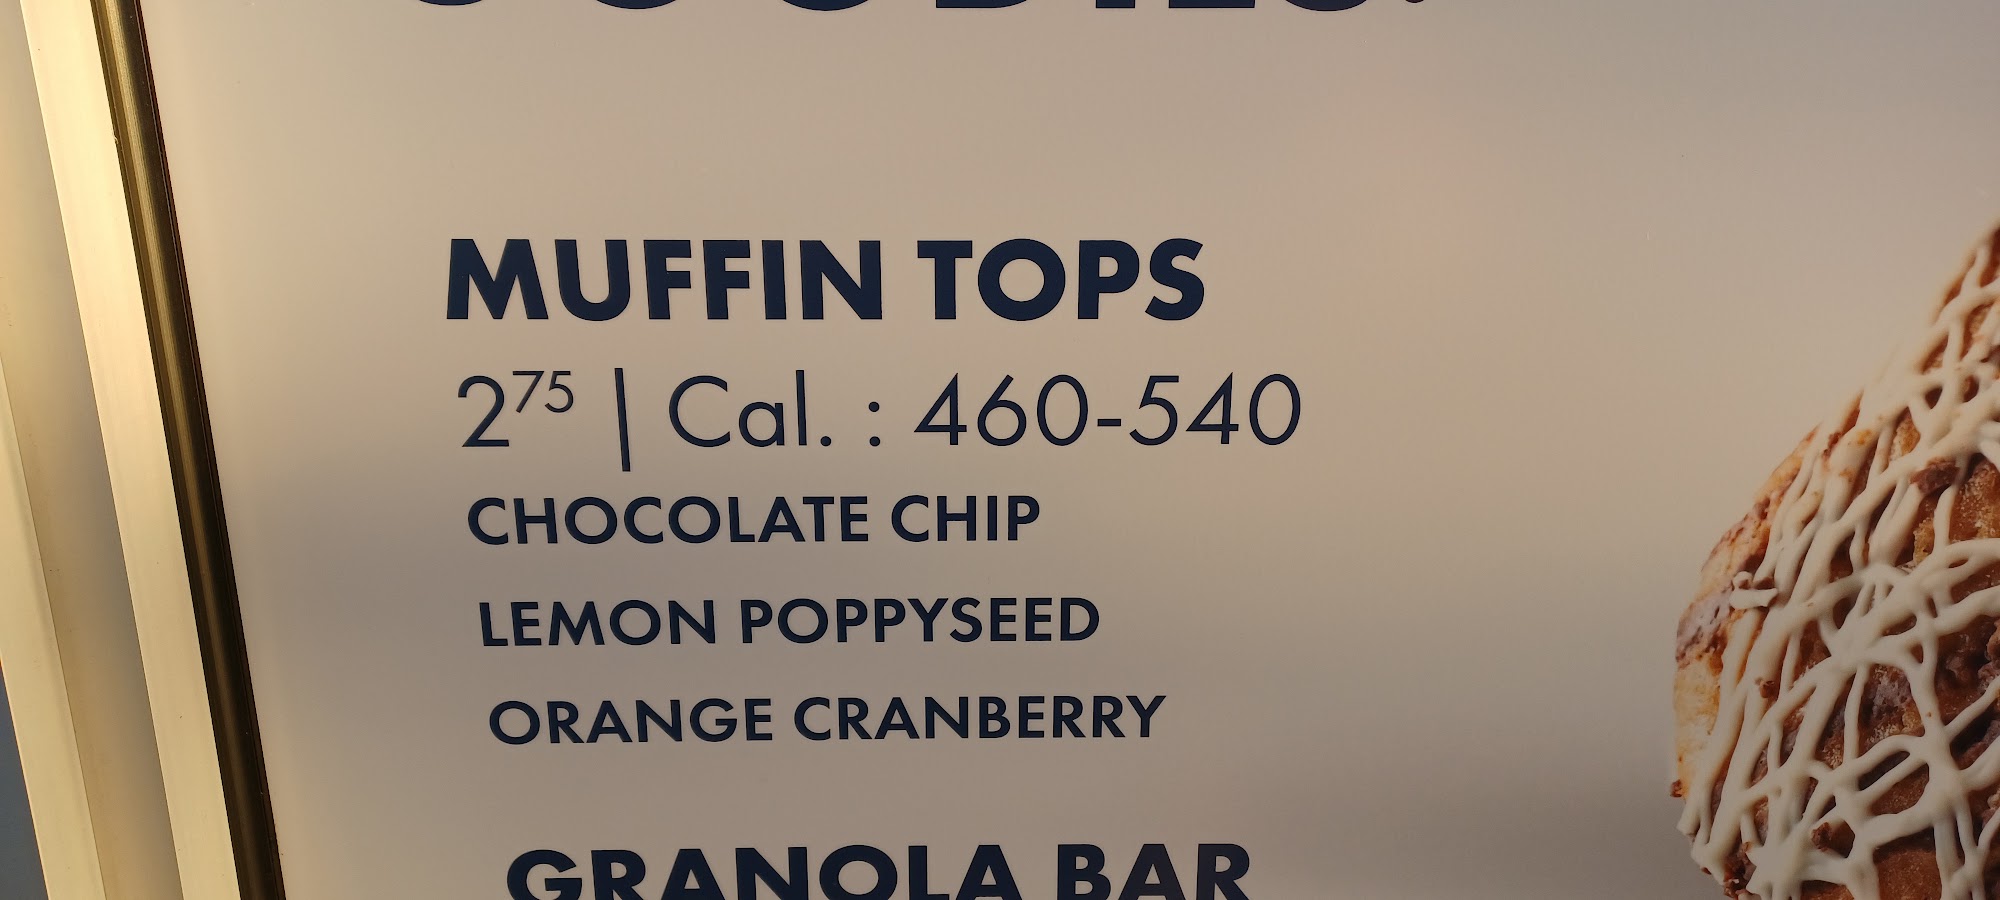 MUFFIN TOPS
2⁷⁵ | Cal. : 460-540
CHOCOLATE CHIP
LEMON POPPYSEED
ORANGE CRANBERRY
GRANOLA BAR